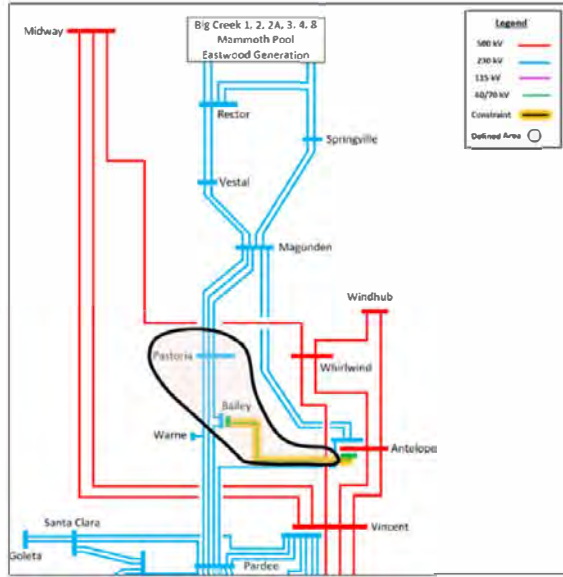 Big Creek 1, 2, 2A, 3, 4, 8
Mammoth Pool
Eastwood Generation
Midway
Legend
500 kV
230 kV
115 kV
60/70 kV
Constraint
Defined Area
Rector
Springville
Vestal
Magunden
Windhub
Pastoria
Whirlwind
Bailey
Warne
Antelope
Santa Clara
Vincent
Goleta
Pardee